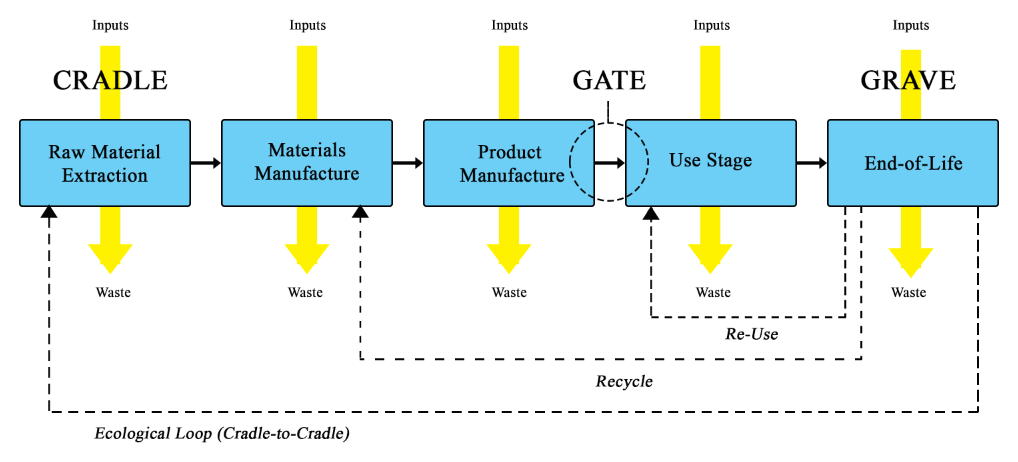 Inputs
Inputs
Inputs
Inputs
Inputs
CRADLE
GATE
GRAVE
Raw Material
Extraction
Materials
Manufacture
Product
Manufacture
Use Stage
End-of-Life
Waste
Waste
Waste
Waste
Waste
Re-Use
Recycle
Ecological Loop (Cradle-to-Cradle)